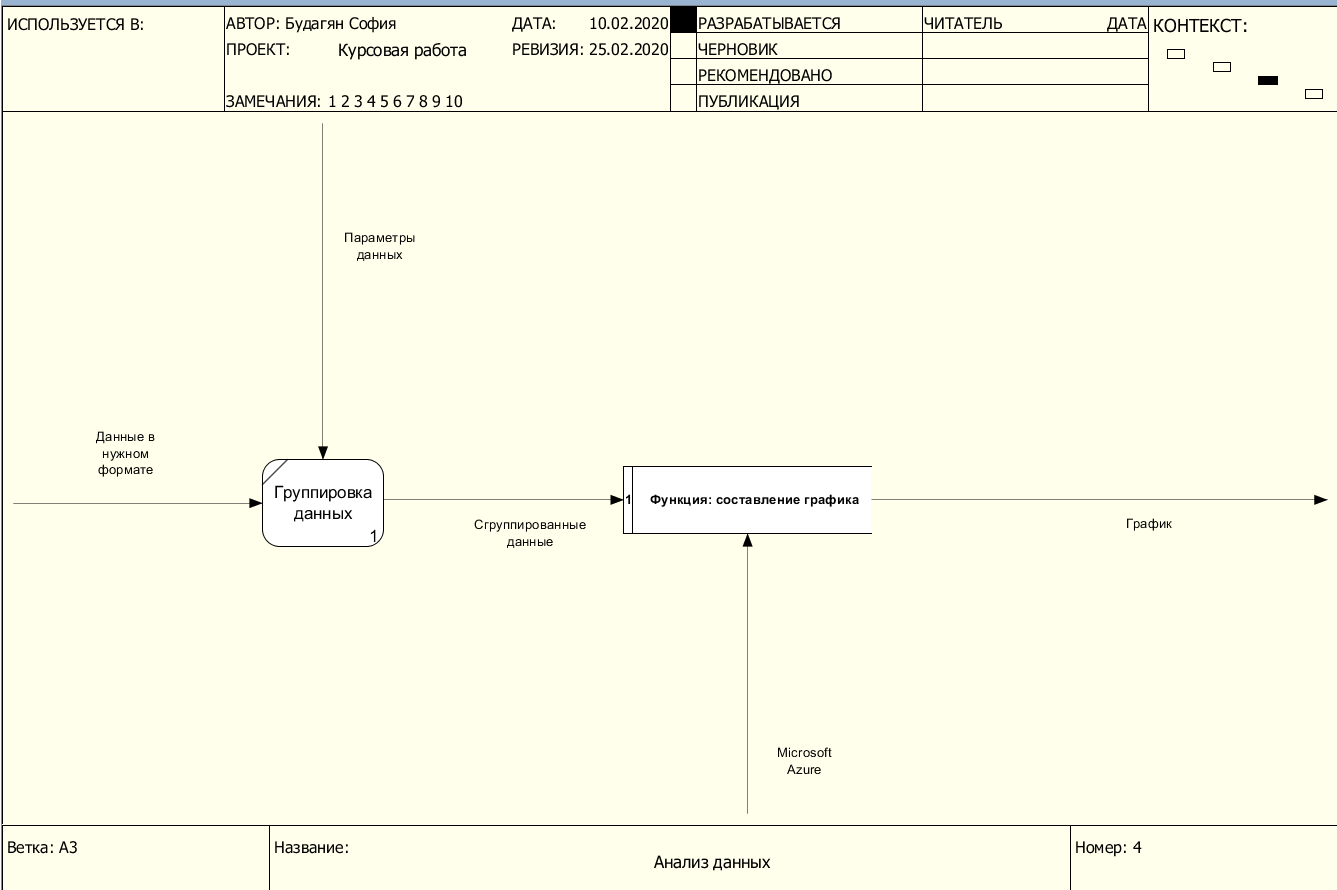 ИСПОЛЬЗУЕТСЯ В:
АВТОР: Будагян София
ДАТА: 10.02.2020
ПРОЕКТ: Курсовая работа
РЕВИЗИЯ: 25.02.2020
ЗАМЕЧАНИЯ: 1 2 3 4 5 6 7 8 9 10
РАЗРАБАТЫВАЕТСЯ
ЧЕРНОВИК
РЕКОМЕНДОВАНО
ПУБЛИКАЦИЯ
ЧИТАТЕЛЬ
ДАТА
КОНТЕКСТ:
Параметры
данных
Данные в
нужном
формате
Группировка
данных
1
Сгруппированные
данные
1
Функция: составление графика
График
Microsoft
Azure
Ветка: A3
Название:
Анализ данных
Номер: 4